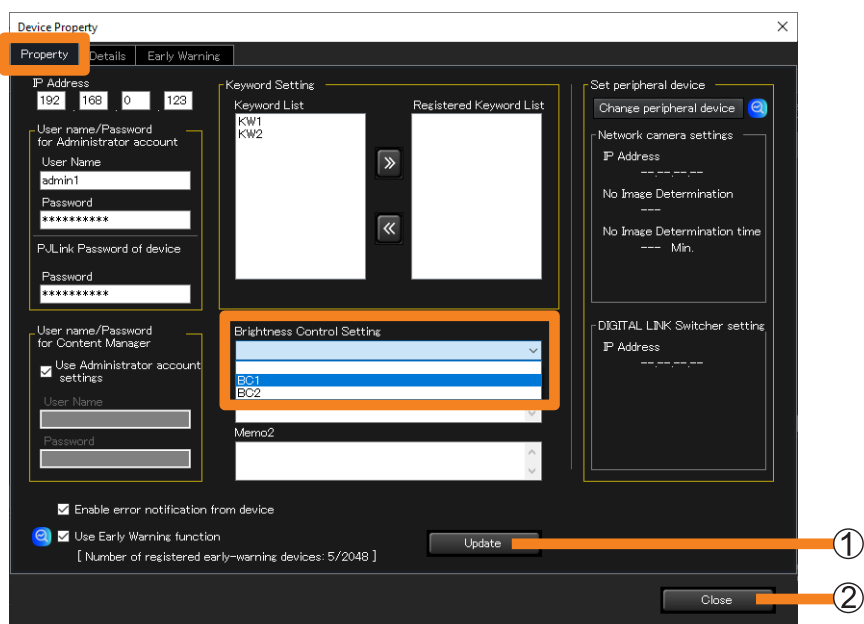 Device Property
Property
Details
Early Warning
IP Address
192 . 168 . 0 . 123
User name/Password
for Administrator account
User Name
admin1
Password
**********
PJLink Password of device
Password
**********
User name/Password
for Content Manager
Use Administrator account
settings
User Name
Password
Keyword Setting
Keyword List
KW1
KW2
Registered Keyword List
Brightness Control Setting
BC1
BC2
Memo2
Set peripheral device
Change peripheral device
Network camera settings
IP Address
---.---.---.---
No Image Determination
---
No Image Determination time
--- Min.
DIGITAL LINK Switcher setting
IP Address
---.---.---.---
Enable error notification from device
Use Early Warning function
[ Number of registered early-warning devices: 5/2048 ]
Update
①
Close
②